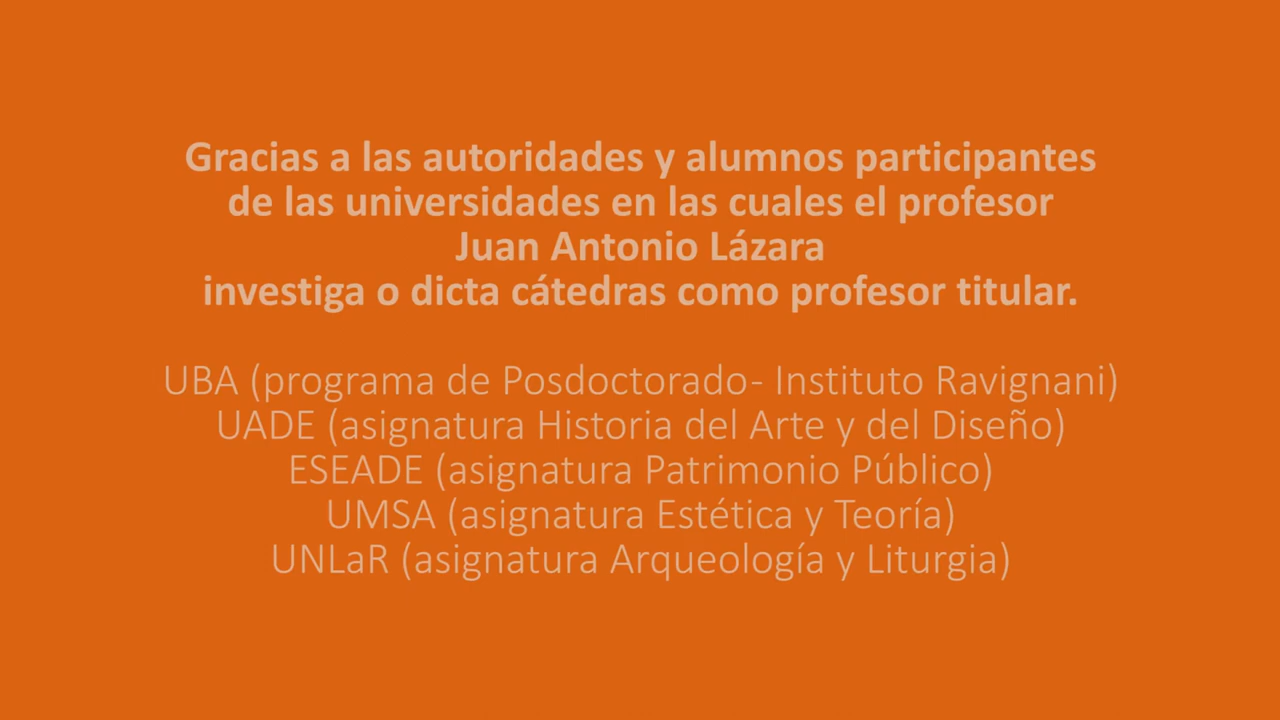 Gracias a las autoridades y alumnos participantes
de las universidades en las cuales el profesor
Juan Antonio Lázara
investiga o dicta cátedras como profesor titular.
UBA (programa de Posdoctorado- Instituto Ravignani)
UADE (asignatura Historia del Arte y del Diseño)
ESEADE (asignatura Patrimonio Público)
UMSA (asignatura Estética y Teoría)
UNLaR (asignatura Arqueología y Liturgia)